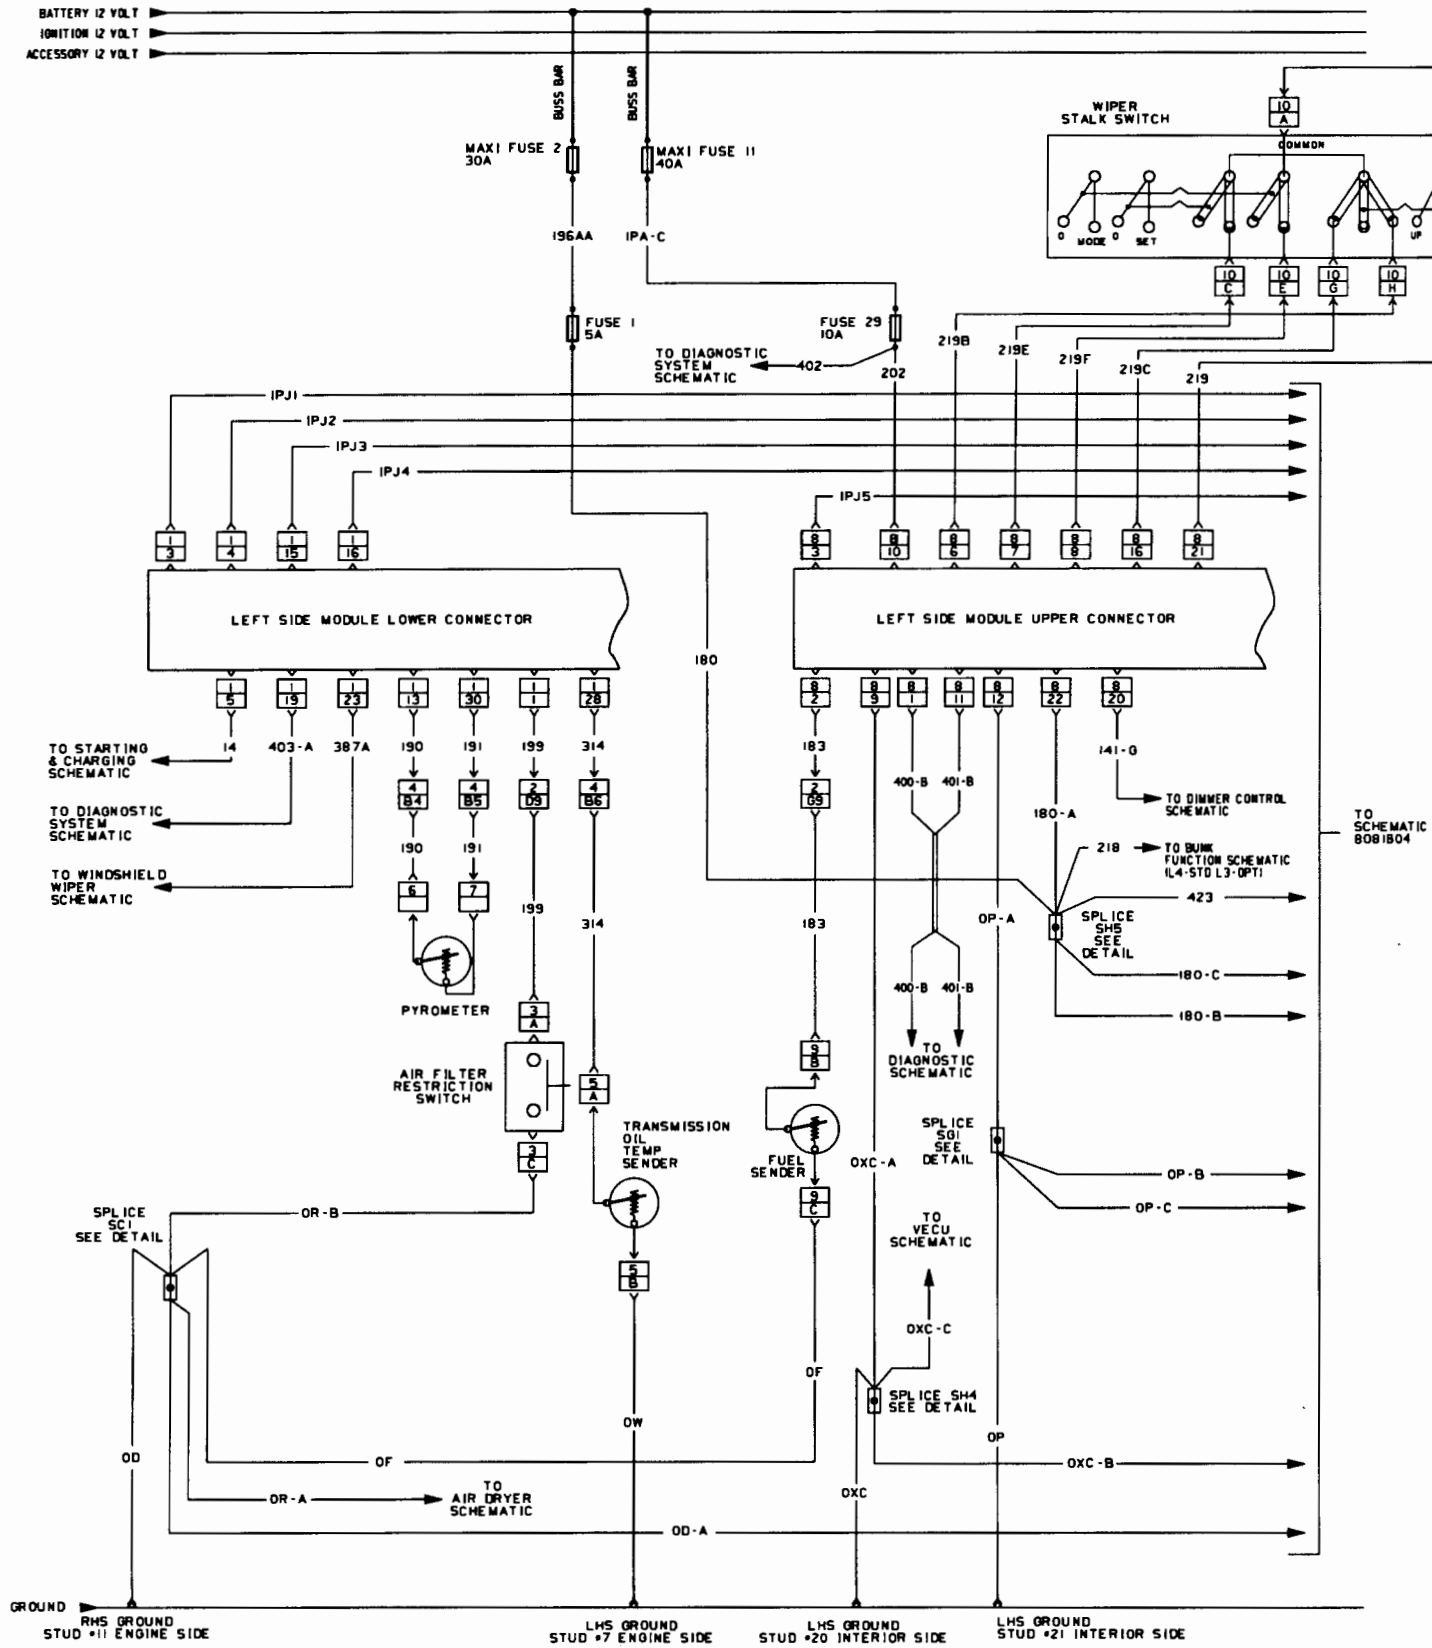 BATTERY 12 VOLT
IGNITION 12 VOLT
ACCESSORY 12 VOLT
BUSS BAR
BUSS BAR
WIPER
STALK SWITCH
10
A
COMMON
MAXI FUSE 2
30A
MAXI FUSE 11
40A
196AA
1PA-C
O
MODE
O
SET
UP
10
C
10
E
10
G
10
H
FUSE 1
5A
FUSE 29
10A
TO DIAGNOSTIC
SYSTEM
SCHEMATIC
402
202
219B
219E
219F
219C
219
1PJ1
1PJ2
1PJ3
1PJ4
1PJ5
1
3
1
4
1
15
1
16
8
3
8
10
8
6
8
7
8
8
8
16
8
21
LEFT SIDE MODULE LOWER CONNECTOR
LEFT SIDE MODULE UPPER CONNECTOR
180
1
5
1
19
1
23
1
13
1
30
1
1
1
28
8
2
8
9
8
1
8
11
8
12
8
22
8
20
TO STARTING
& CHARGING
SCHEMATIC
14
403-A
387A
190
191
199
314
183
400-B
401-B
141-G
4
B4
4
B5
2
D9
4
B6
2
G9
TO DIAGNOSTIC
SYSTEM
SCHEMATIC
180-A
TO DIMMER CONTROL
SCHEMATIC
TO
SCHEMATIC
8081B04
190
191
218
TO BUNK
FUNCTION SCHEMATIC
(L4-STD L3-OPT)
TO WINDSHIELD
WIPER
SCHEMATIC
6
7
199
314
183
OP-A
423
SPLICE
SH5
SEE
DETAIL
180-C
400-B
401-B
180-B
PYROMETER
3
A
9
B
TO
DIAGNOSTIC
SCHEMATIC
AIR FILTER
RESTRICTION
SWITCH
5
A
TRANSMISSION
OIL
TEMP
SENDER
FUEL
SENDER
SPLICE
SG1
SEE
DETAIL
3
C
9
C
OXC-A
OP-B
OP-C
SPLICE
SC1
SEE DETAIL
OR-B
TO
VECU
SCHEMATIC
5
B
OXC-C
OF
SPLICE SH4
SEE DETAIL
OW
OP
OD
OF
OXC-B
OR-A
TO
AIR DRYER
SCHEMATIC
OXC
OD-A
GROUND
RHS GROUND
STUD #11 ENGINE SIDE
LHS GROUND
STUD #7 ENGINE SIDE
LHS GROUND
STUD #20 INTERIOR SIDE
LHS GROUND
STUD #21 INTERIOR SIDE